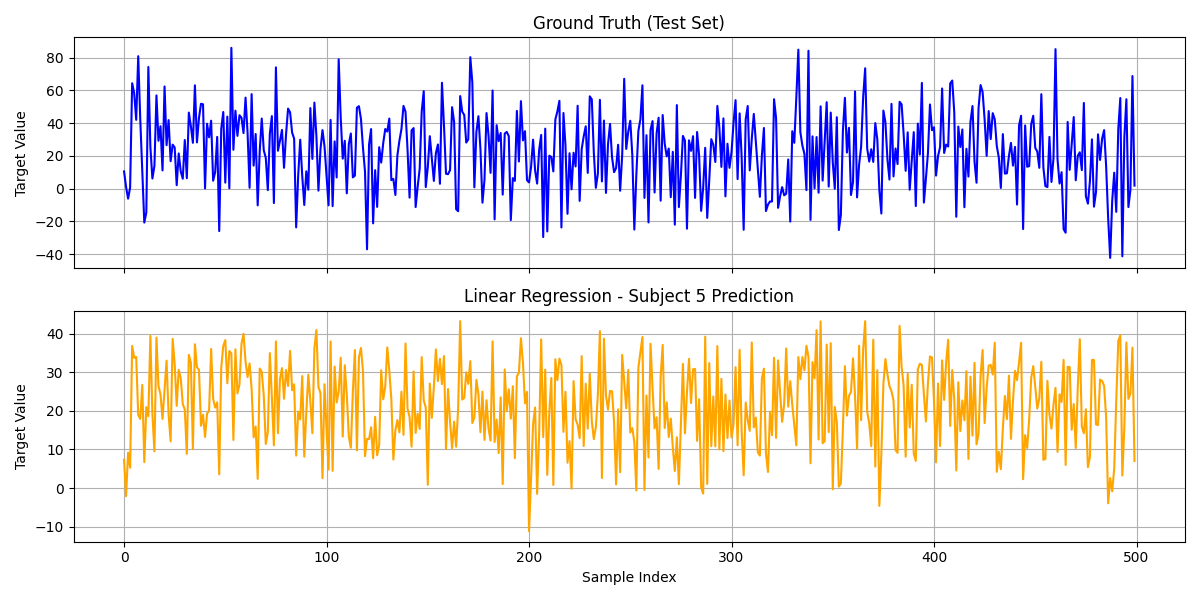 Ground Truth (Test Set)
Target Value
80
60
40
20
0
−20
−40
Linear Regression - Subject 5 Prediction
Target Value
40
30
20
10
0
−10
0 100 200 300 400 500
Sample Index